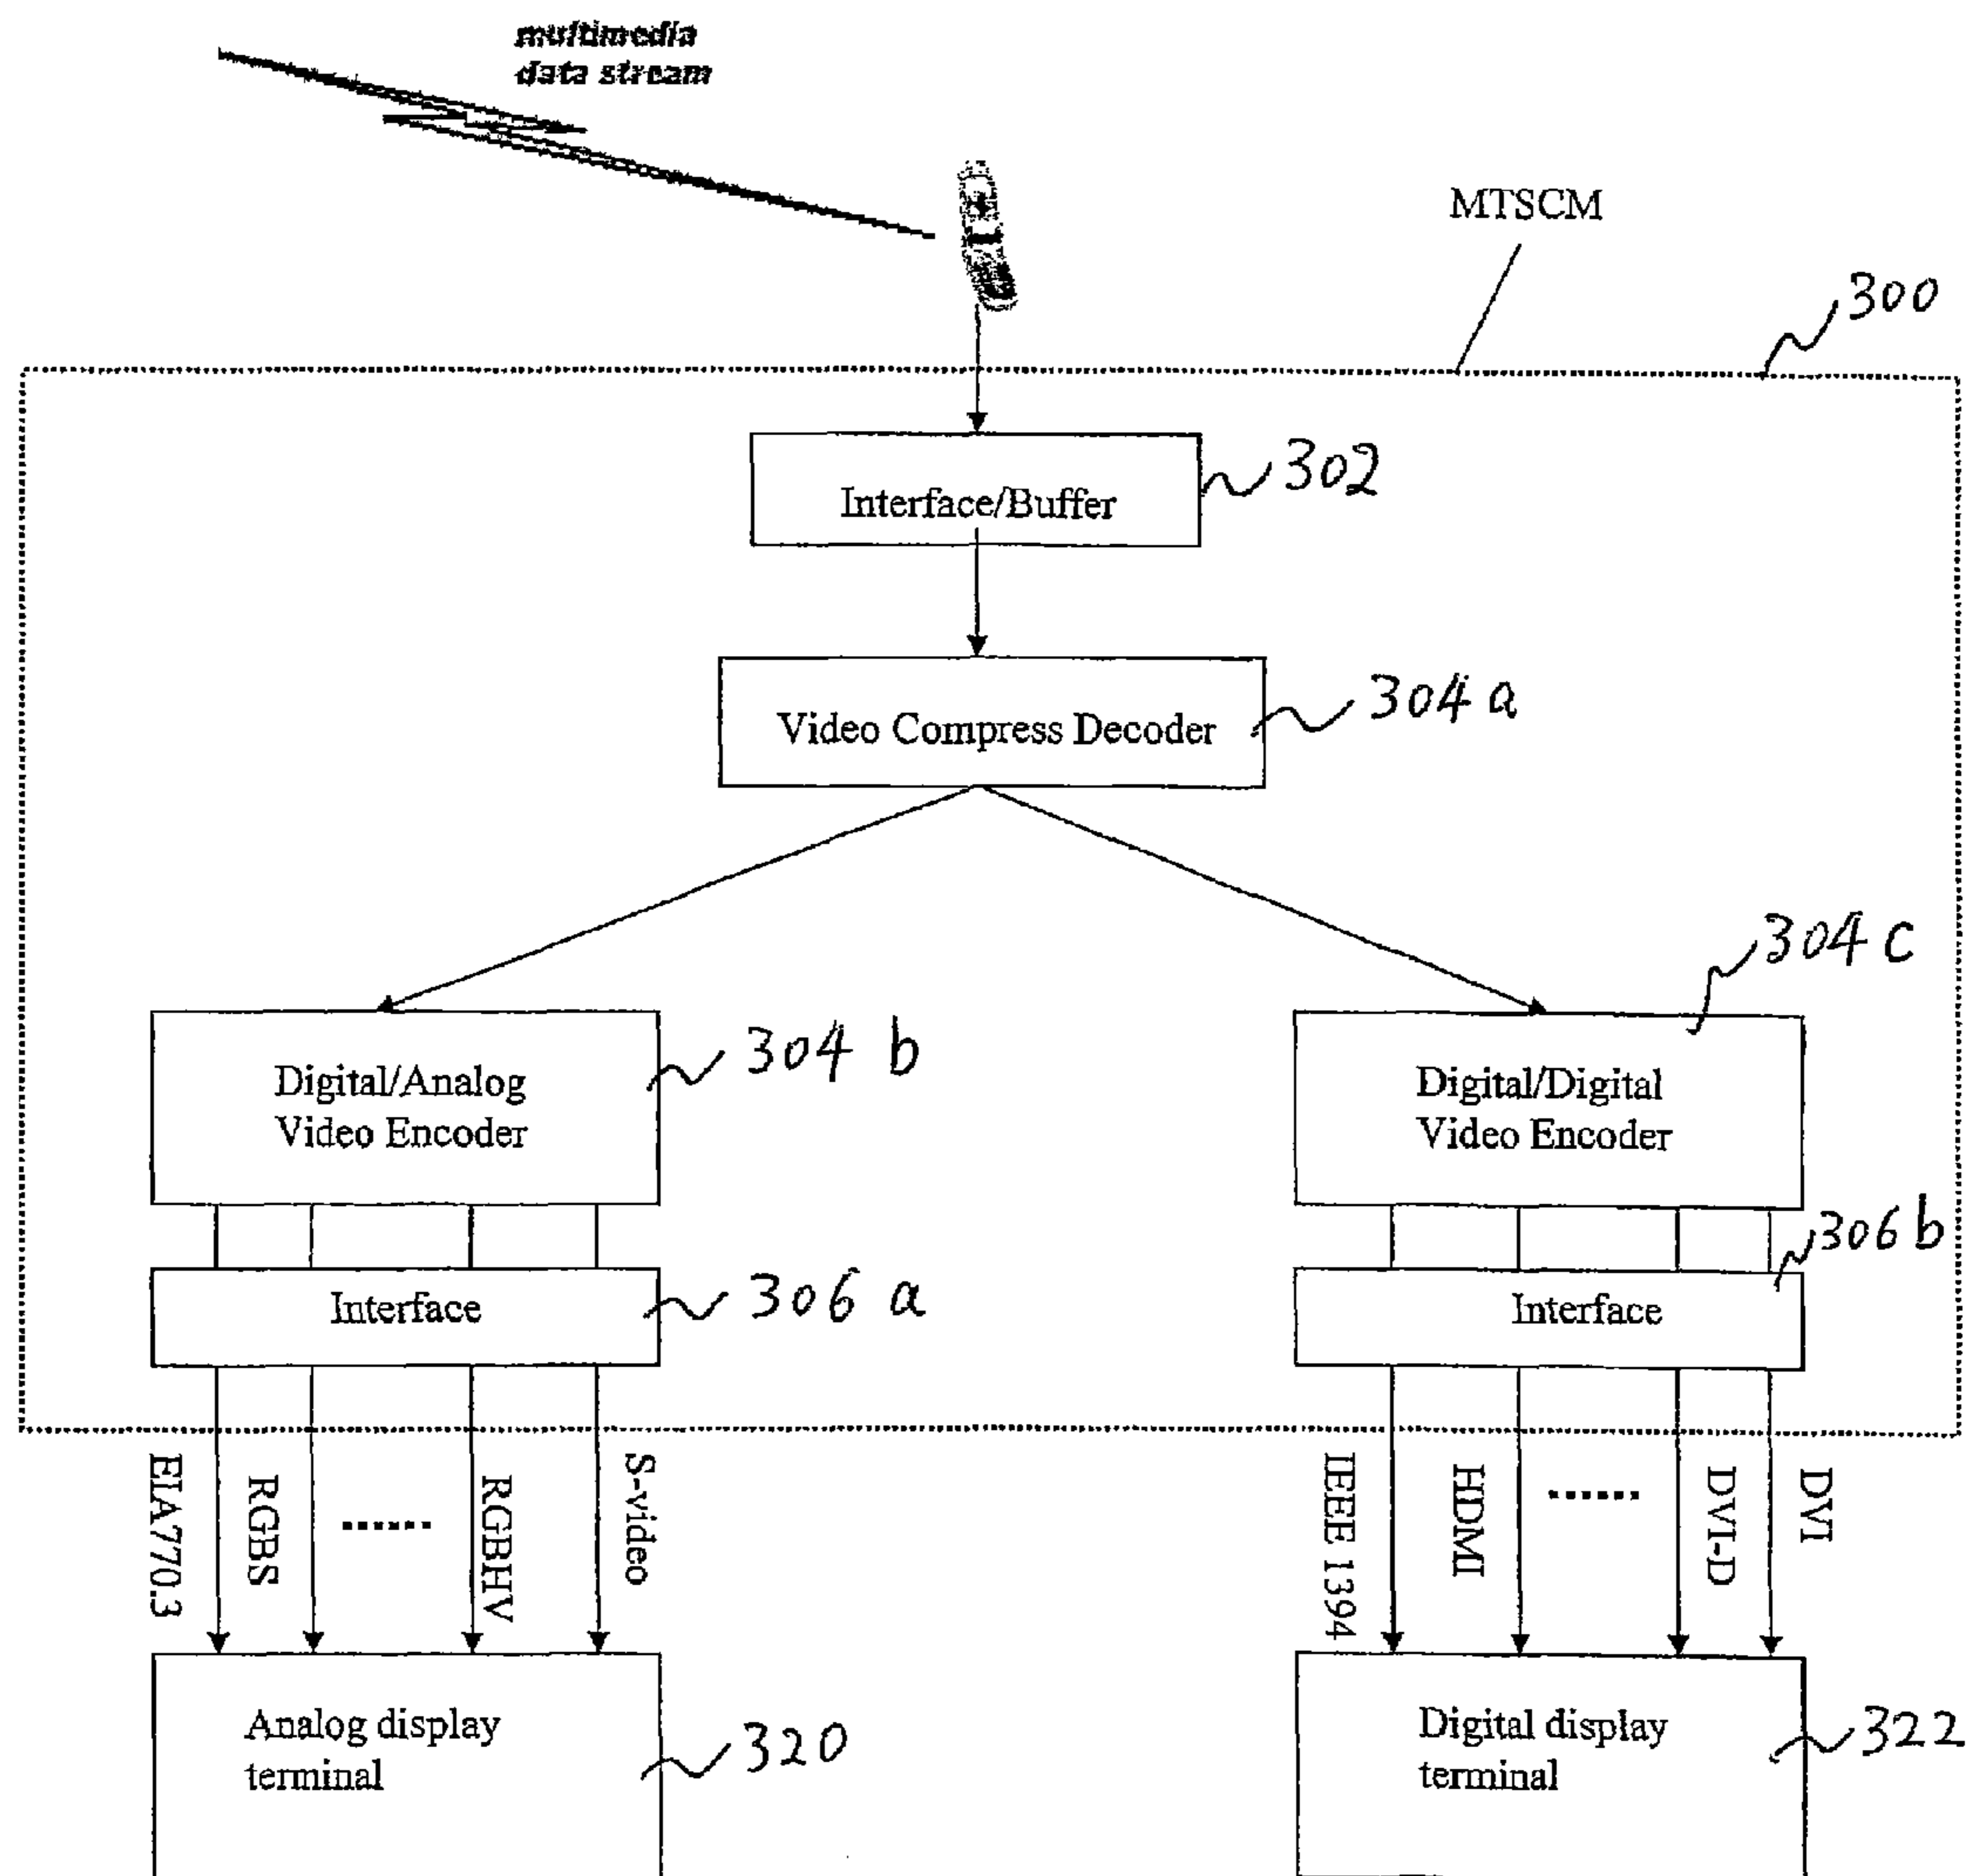 multimedia
data stream
MTSCM
300
Interface/Buffer
302
Video Compress Decoder
304 a
304 c
Digital/Analog
Video Encoder
304 b
Digital/Digital
Video Encoder
306 b
Interface
306 a
Interface
EIA770.3
RGBS
......
RGBHV
S-video
IEEE 1394
HDMI
......
DVI-D
DVI
Analog display
terminal
320
Digital display
terminal
322